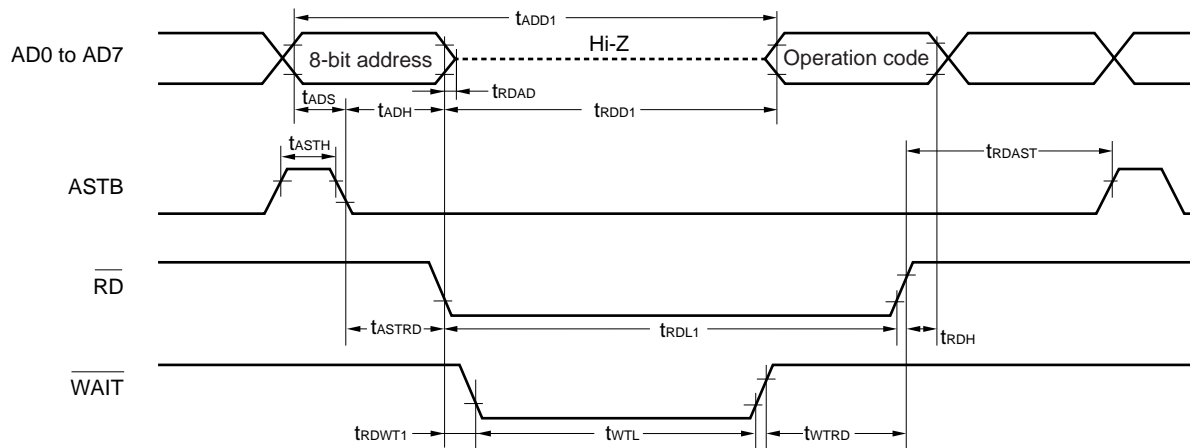 tADD1
AD0 to AD7
8-bit address
Hi-Z
Operation code
tADS
tADH
tRDAD
tRDD1
tASTH
tRDAST
ASTB
RD
tASTRD
tRDL1
tRDH
WAIT
tRDWT1
tWTL
tWTRD